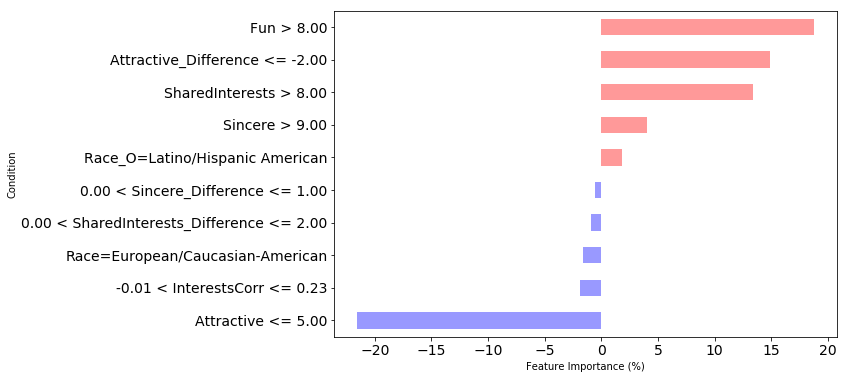 Fun > 8.00
Attractive_Difference <= -2.00
SharedInterests > 8.00
Sincere > 9.00
Race_O=Latino/Hispanic American
0.00 < Sincere_Difference <= 1.00
0.00 < SharedInterests_Difference <= 2.00
Race=European/Caucasian-American
-0.01 < InterestsCorr <= 0.23
Attractive <= 5.00
Condition
−20 −15 −10 −5 0 5 10 15 20
Feature Importance (%)